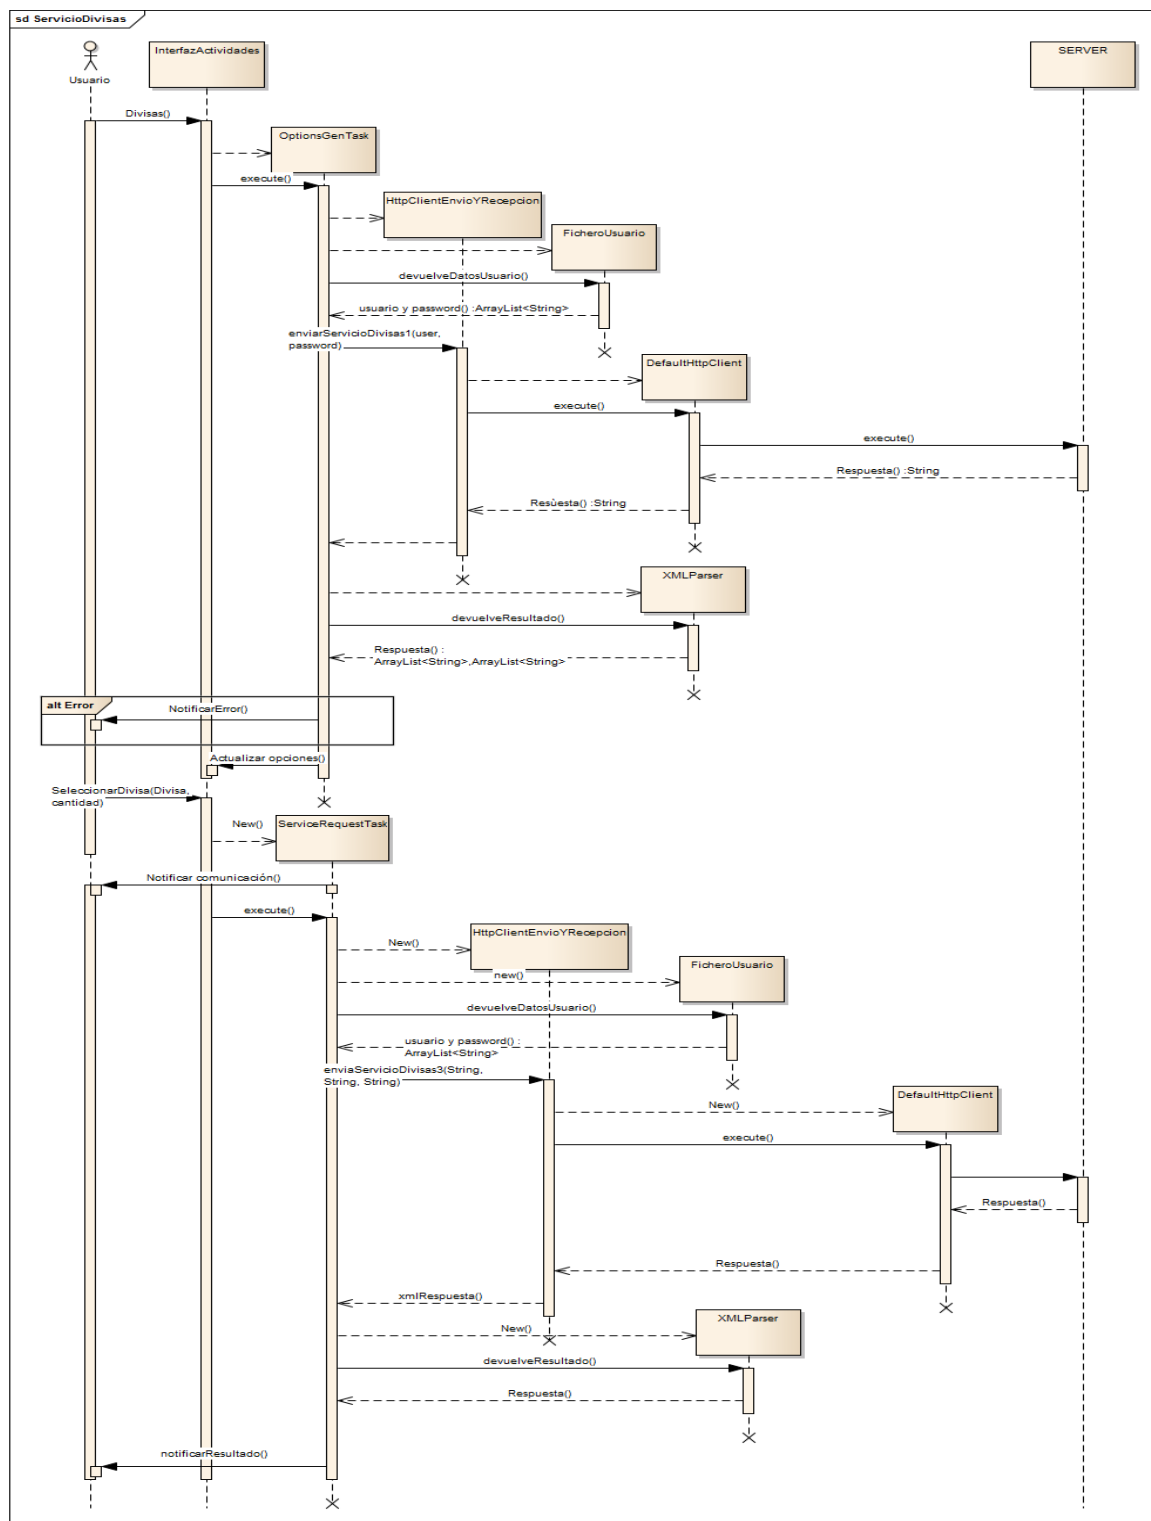 sd ServicioDivisas
Usuario
InterfazActividades
SERVER
Divisas()
OptionsGenTask
execute()
HttpClientEnvioYRecepcion
FicheroUsuario
devuelveDatosUsuario()
usuario y password() :ArrayList<String>
enviarServicioDivisas1(user,
password)
DefaultHttpClient
execute()
execute()
Respuesta() :String
Resùesta() :String
XMLParser
devuelveResultado()
Respuesta() :
ArrayList<String>,ArrayList<String>
alt Error
NotificarError()
Actualizar opciones()
SeleccionarDivisa(Divisa,
cantidad)
New()
ServiceRequestTask
Notificar comunicación()
execute()
HttpClientEnvioYRecepcion
New()
FicheroUsuario
new()
devuelveDatosUsuario()
usuario y password() :
ArrayList<String>
enviaServicioDivisas3(String,
String, String)
DefaultHttpClient
New()
execute()
Respuesta()
Respuesta()
xmlRespuesta()
XMLParser
New()
devuelveResultado()
Respuesta()
notificarResultado()